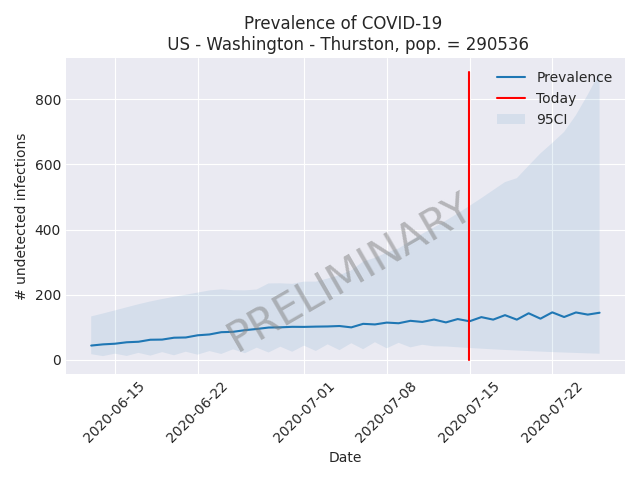 Prevalence of COVID-19
US - Washington - Thurston, pop. = 290536
Prevalence
Today
95CI
PRELIMINARY
# undetected infections
800
600
400
200
0
2020-06-15
2020-06-22
2020-07-01
2020-07-08
2020-07-15
2020-07-22
Date